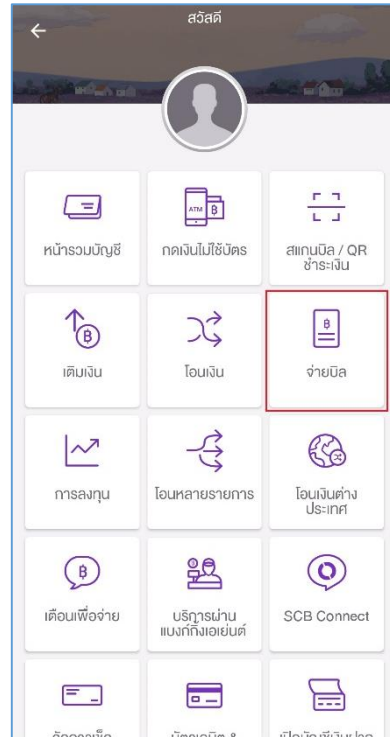 สวัสดี
หน้ารวมบัญชี
ATM ฿
กดเงินไม่ใช้บัตร
สแกนบิล / QR
ชำระเงิน
฿
เติมเงิน
โอนเงิน
฿
จ่ายบิล
การลงทุน
โอนหลายรายการ
โอนเงินต่าง
ประเทศ
฿
เตือนเพื่อจ่าย
บริการผ่าน
แบงก์กิ้งเอเย่นต์
SCB Connect